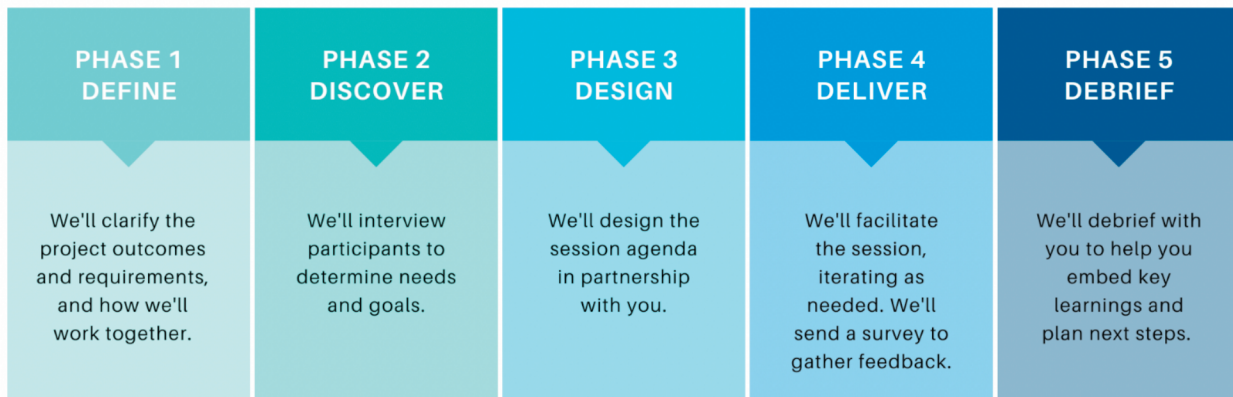 PHASE 1
DEFINE
We'll clarify the
project outcomes
and requirements,
and how we'll
work together.
PHASE 2
DISCOVER
We'll interview
participants to
determine needs
and goals.
PHASE 3
DESIGN
We'll design the
session agenda
in partnership
with you.
PHASE 4
DELIVER
We'll facilitate
the session,
iterating as
needed. We'll
send a survey to
gather feedback.
PHASE 5
DEBRIEF
We'll debrief with
you to help you
embed key
learnings and
plan next steps.